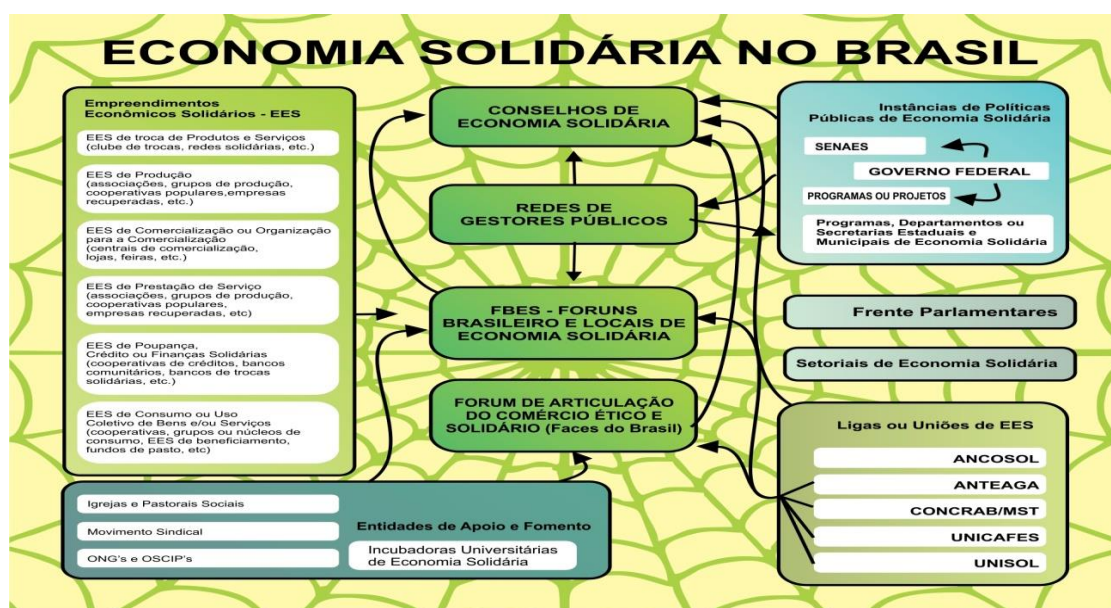 ECONOMIA SOLIDÁRIA NO BRASIL
Empreendimentos
Econômicos Solidários - EES
EES de troca de Produtos e Serviços
(clube de trocas, redes solidárias, etc.)
EES de Produção
(associações, grupos de produção,
cooperativas populares,empresas
recuperadas, etc.)
EES de Comercialização ou Organização
para a Comercialização
(centrais de comercialização,
lojas, feiras, etc.)
EES de Prestação de Serviço
(associações, grupos de produção,
cooperativas populares,
empresas recuperadas, etc)
EES de Poupança,
Crédito ou Finanças Solidárias
(cooperativas de créditos, bancos
comunitários, bancos de trocas
solidárias, etc.)
EES de Consumo ou Uso
Coletivo de Bens e/ou Serviços
(cooperativas, grupos ou núcleos de
consumo, EES de beneficiamento,
fundos de pasto, etc)
CONSELHOS DE
ECONOMIA SOLIDÁRIA
REDES DE
GESTORES PÚBLICOS
FBES - FORUNS
BRASILEIRO E LOCAIS DE
ECONOMIA SOLIDÁRIA
FORUM DE ARTICULAÇÃO
DO COMÉRCIO ÉTICO E
SOLIDÁRIO (Faces do Brasil)
Instâncias de Políticas
Públicas de Economia Solidária
SENAES
GOVERNO FEDERAL
PROGRAMAS OU PROJETOS
Programas, Departamentos ou
Secretarias Estaduais e
Municipais de Economia Solidária
Frente Parlamentares
Setoriais de Economia Solidária
Ligas ou Uniões de EES
ANCOSOL
ANTEAGA
CONCRAB/MST
UNICAFES
UNISOL
Igrejas e Pastorais Sociais
Movimento Sindical
ONG's e OSCIP's
Entidades de Apoio e Fomento
Incubadoras Universitárias
de Economia Solidária